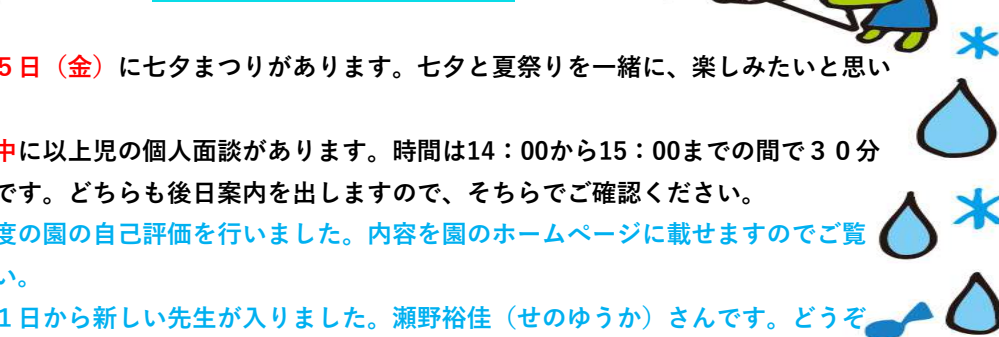 ５日（金）に七夕まつりがあります。七夕と夏祭りを一緒に、楽しみたいと思い
中に以上児の個人面談があります。時間は14：00から15：00までの間で３０分
です。どちらも後日案内を出しますので、そちらでご確認ください。
度の園の自己評価を行いました。内容を園のホームページに載せますのでご覧
い。
１日から新しい先生が入りました。瀬野裕佳（せのゆうか）さんです。どうぞ